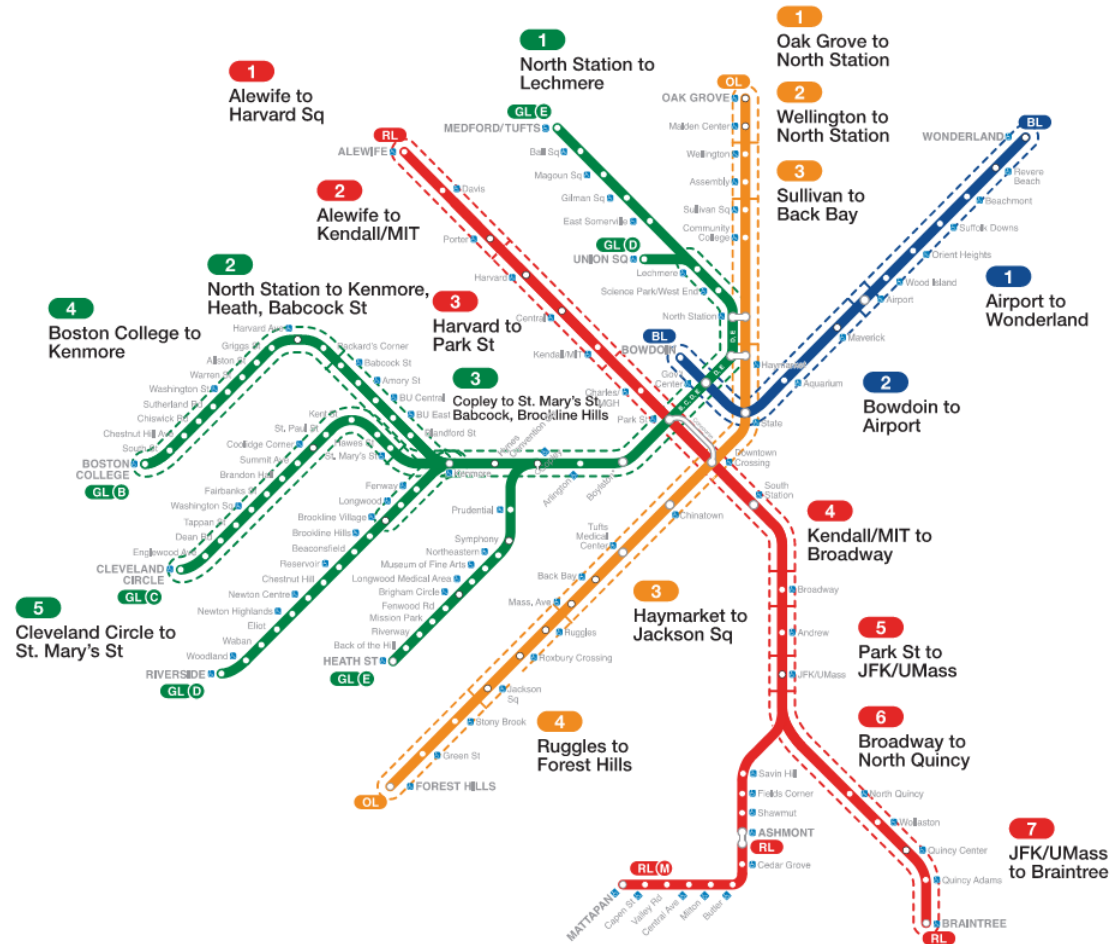 1
Oak Grove to
North Station
1
North Station to
Lechmere
1
Alewife to
Harvard Sq
2
Wellington to
North Station
3
Sullivan to
Back Bay
2
Alewife to
Kendall/MIT
2
North Station to Kenmore,
Heath, Babcock St
4
Boston College to
Kenmore
3
Harvard to
Park St
1
Airport to
Wonderland
3
Copley to St. Mary's St
Babcock, Brookline Hills
2
Bowdoin to
Airport
4
Kendall/MIT to
Broadway
5
Cleveland Circle to
St. Mary's St
3
Haymarket to
Jackson Sq
5
Park St to
JFK/UMass
4
Ruggles to
Forest Hills
6
Broadway to
North Quincy
7
JFK/UMass
to Braintree
RL
ALEWIFE
Davis
Porter
Harvard
Central
Kendall/MIT
Charles/
MGH
Park St
Downtown
Crossing
South
Station
Broadway
Andrew
JFK/UMass
Savin Hill
Fields Corner
Shawmut
ASHMONT
RL
Cedar Grove
Butler
Milton
Central Ave
Valley Rd
Capen St
MATTAPAN
RL M
North Quincy
Wollaston
Quincy Center
Quincy Adams
BRAINTREE
RL
OL
OAK GROVE
Malden Center
Wellington
Assembly
Sullivan Sq
Community
College
North Station
Haymarket
State
Chinatown
Tufts
Medical
Center
Back Bay
Mass. Ave
Ruggles
Roxbury Crossing
Jackson
Sq
Stony Brook
Green St
FOREST HILLS
OL
BL
WONDERLAND
Revere
Beach
Beachmont
Suffolk Downs
Orient Heights
Wood Island
Airport
Maverick
Aquarium
Gov't
Center
BOWDOIN
BL
GL E
MEDFORD/TUFTS
Ball Sq
Magoun Sq
Gilman Sq
East Somerville
GL D
UNION SQ
Lechmere
Science Park/West End
D, E
D, E
B, C, D, E
Boylston
Arlington
Copley
Hynes
Convention
Kenmore
Blandford St
BU East
BU Central
Amory St
Babcock St
Packard's Corner
Harvard Ave
Griggs St
Allston St
Warren St
Washington St
Sutherland Rd
Chiswick Rd
Chestnut Hill Ave
South St
BOSTON
COLLEGE
GL B
St. Mary's St
Hawes St
Kent St
St. Paul St
Coolidge Corner
Summit Ave
Brandon Hall
Fairbanks St
Washington Sq
Tappan St
Dean Rd
Englewood Ave
CLEVELAND
CIRCLE
GL C
Fenway
Longwood
Brookline Village
Brookline Hills
Beaconsfield
Reservoir
Chestnut Hill
Newton Centre
Newton Highlands
Eliot
Waban
Woodland
RIVERSIDE
GL D
Prudential
Symphony
Northeastern
Museum of Fine Arts
Longwood Medical Area
Brigham Circle
Fenwood Rd
Mission Park
Riverway
Back of the Hill
HEATH ST
GL E